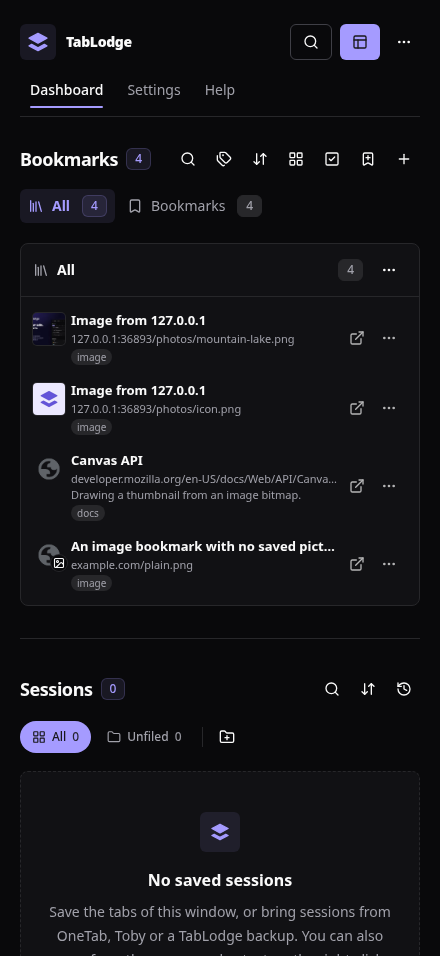 TabLodge
Dashboard Settings Help
Bookmarks 4
All 4 Bookmarks 4
All 4
Image from 127.0.0.1
127.0.0.1:36893/photos/mountain-lake.png
image
Image from 127.0.0.1
127.0.0.1:36893/photos/icon.png
image
Canvas API
developer.mozilla.org/en-US/docs/Web/API/Canva...
Drawing a thumbnail from an image bitmap.
docs
An image bookmark with no saved pict...
example.com/plain.png
image
Sessions 0
All 0 Unfiled 0
No saved sessions
Save the tabs of this window, or bring sessions from
OneTab, Toby or a TabLodge backup. You can also